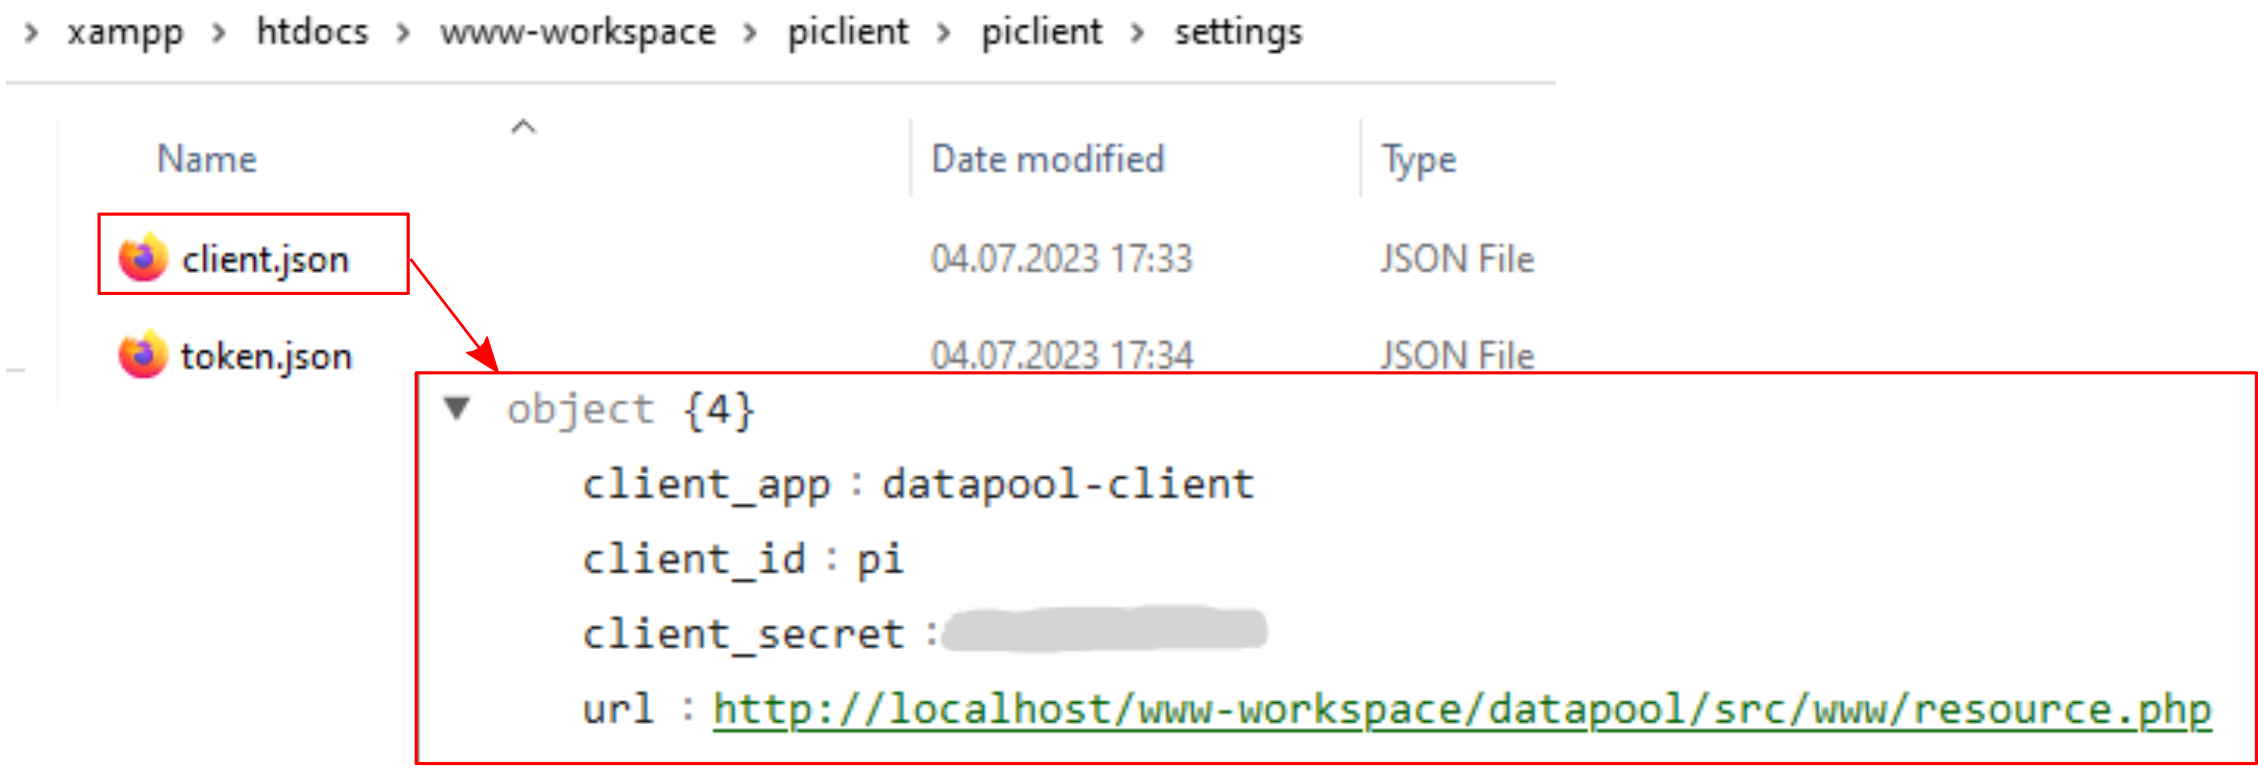 > xampp > htdocs > www-workspace > piclient > piclient > settings
Name Date modified Type
client.json 04.07.2023 17:33 JSON File
token.json 04.07.2023 17:34 JSON File
▼ object {4}
client_app : datapool-client
client_id : pi
client_secret :
url : http://localhost/www-workspace/datapool/src/www/resource.php